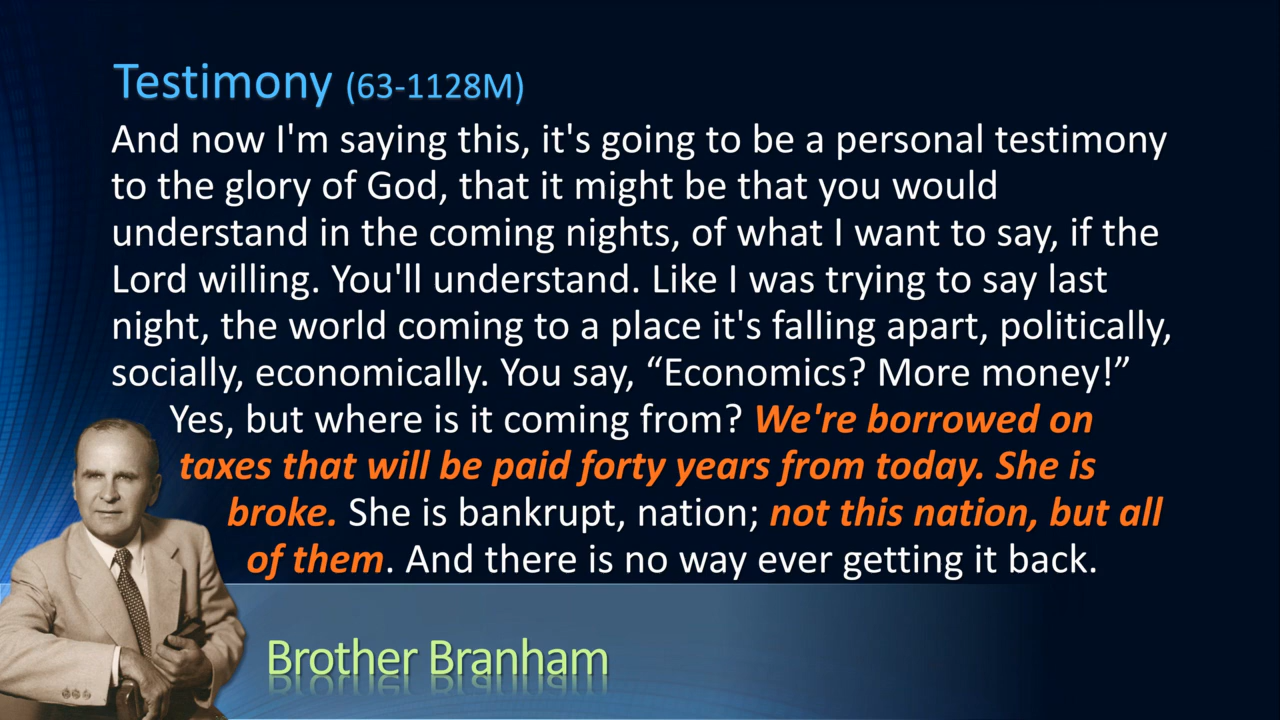 Testimony (63-1128M)
And now I'm saying this, it's going to be a personal testimony
to the glory of God, that it might be that you would
understand in the coming nights, of what I want to say, if the
Lord willing. You'll understand. Like I was trying to say last
night, the world coming to a place it's falling apart, politically,
socially, economically. You say, “Economics? More money!”
Yes, but where is it coming from? We're borrowed on
taxes that will be paid forty years from today. She is
broke. She is bankrupt, nation; not this nation, but all
of them. And there is no way ever getting it back.
Brother Branham